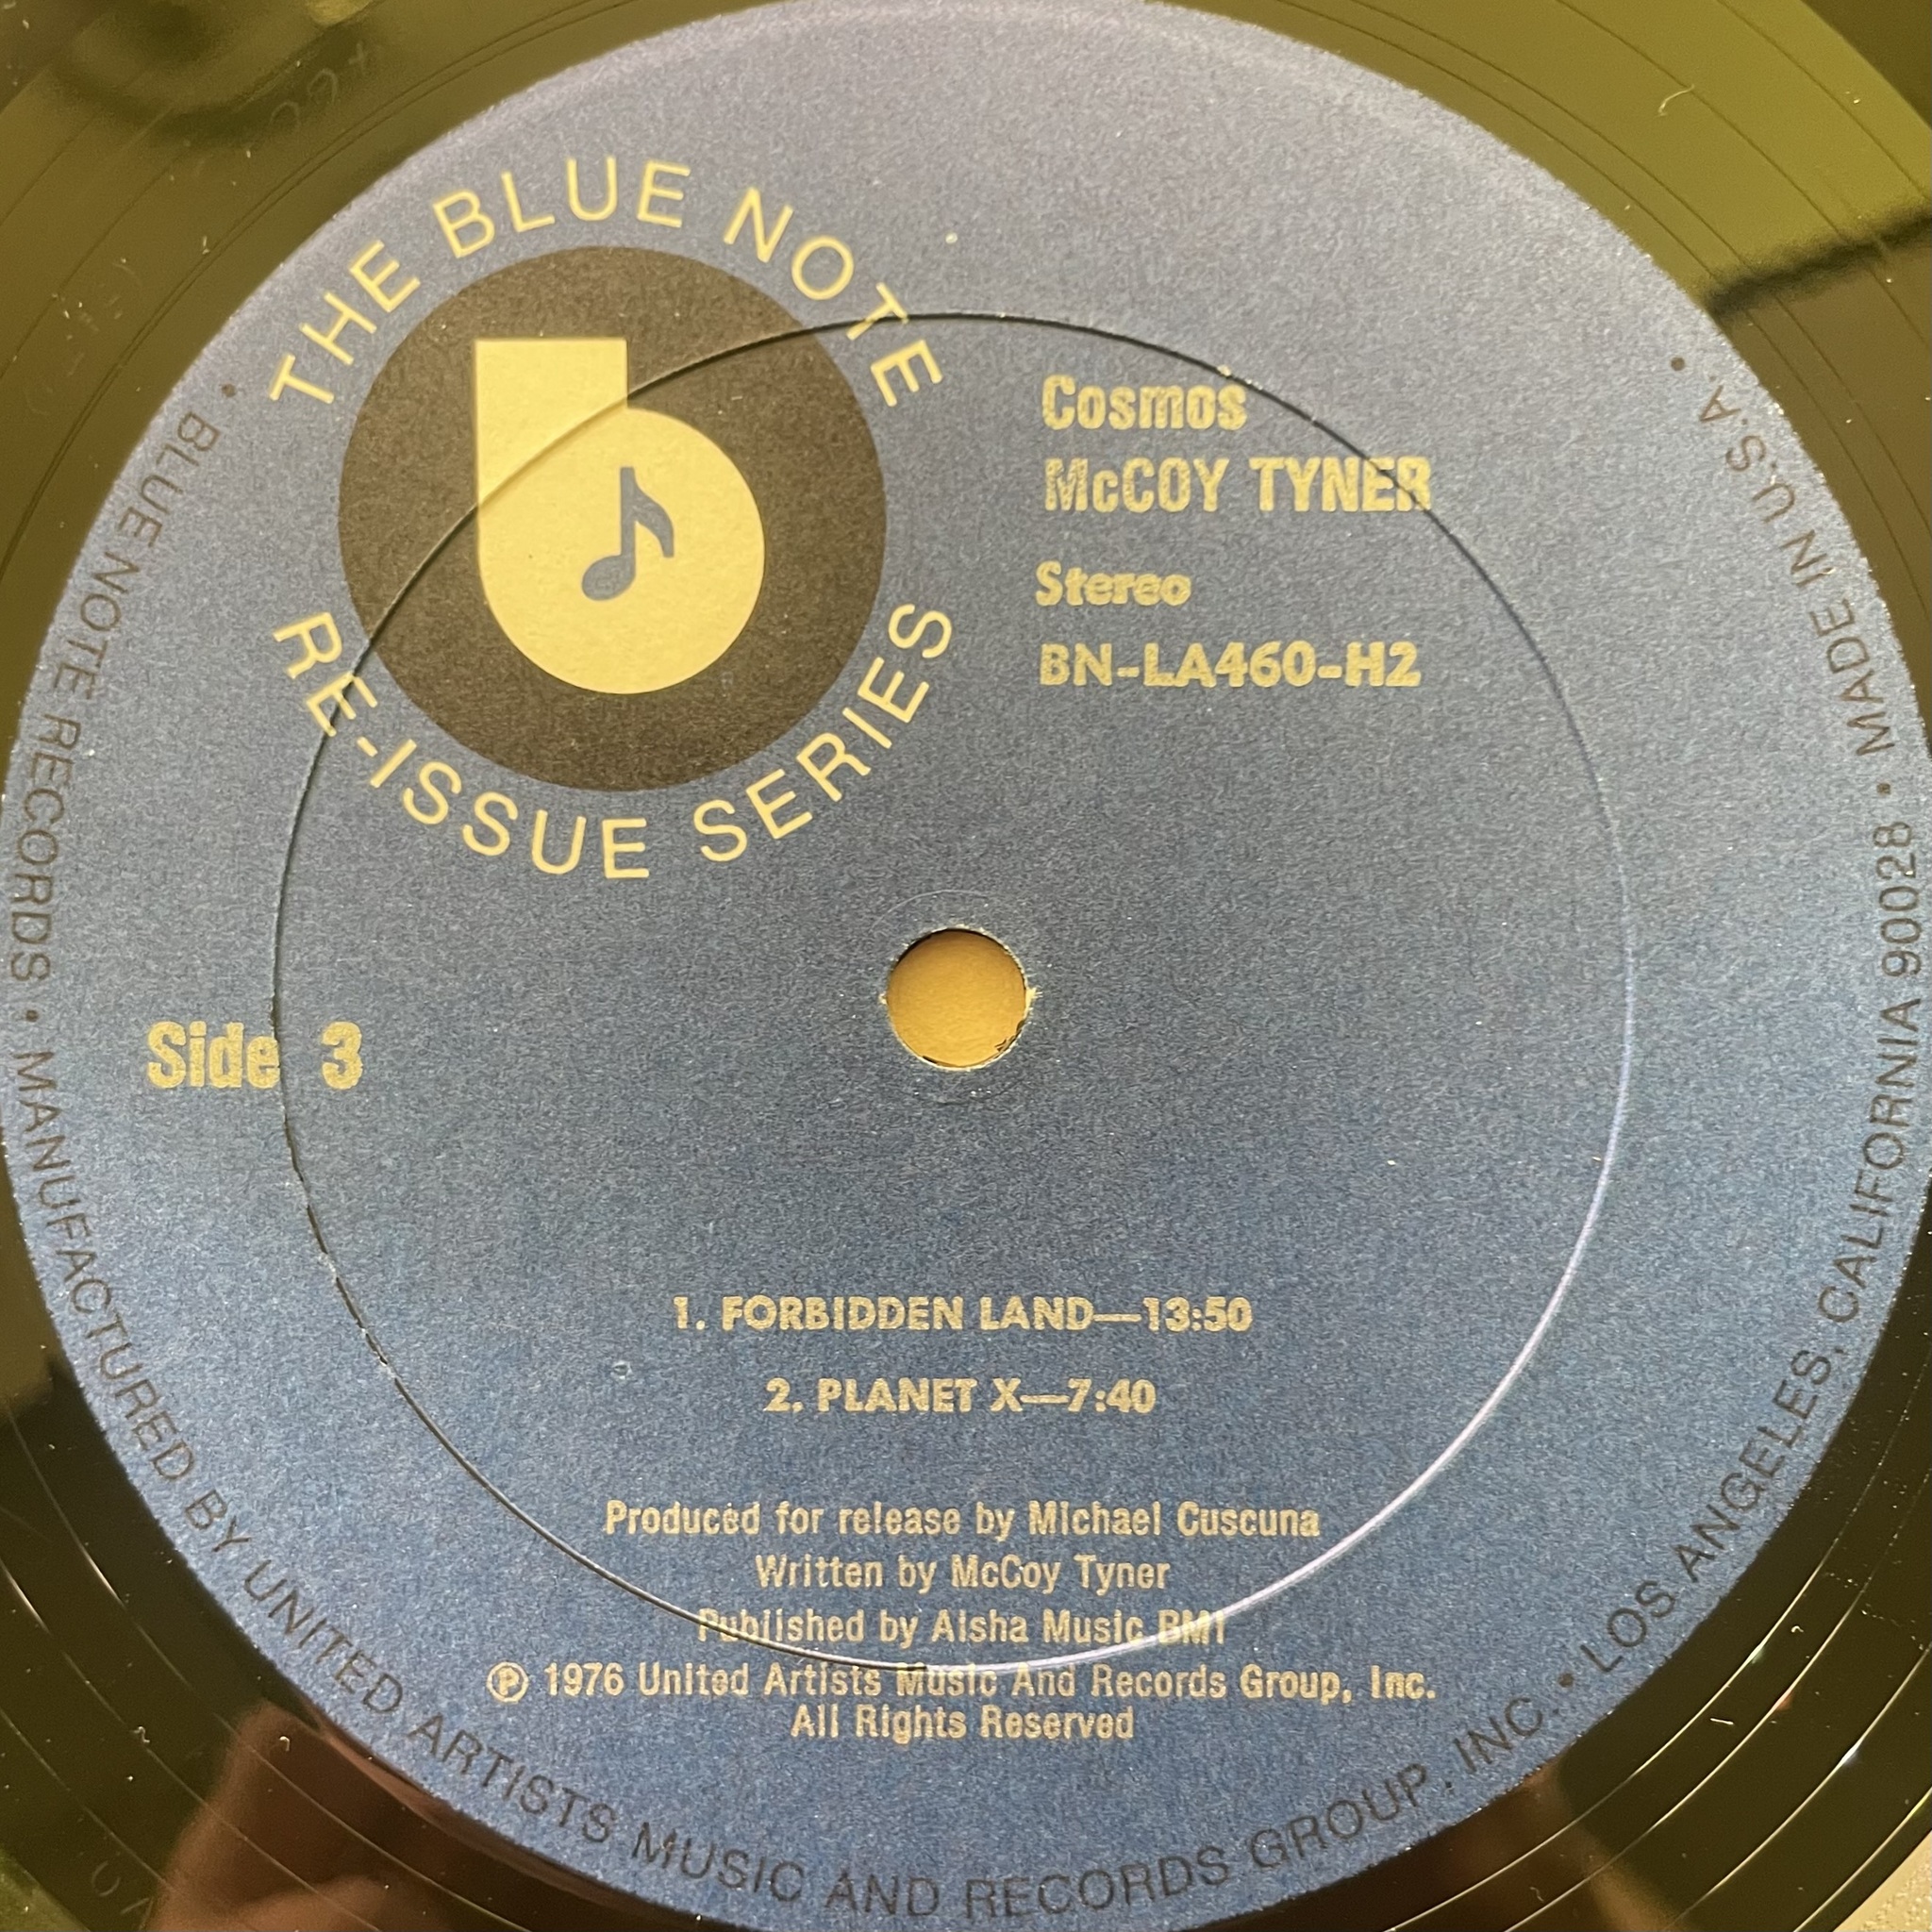 THE BLUE NOTE
RE-ISSUE SERIES
b
Cosmos
McCOY TYNER
Stereo
BN-LA460-H2
Side 3
1. FORBIDDEN LAND—13:50
2. PLANET X—7:40
Produced for release by Michael Cuscuna
Written by McCoy Tyner
Published by Aisha Music BMI
Ⓟ 1976 United Artists Music And Records Group, Inc.
All Rights Reserved
• BLUE NOTE RECORDS • MANUFACTURED BY UNITED ARTISTS MUSIC AND RECORDS GROUP, INC. • LOS ANGELES, CALIFORNIA 90028 • MADE IN U.S.A. •